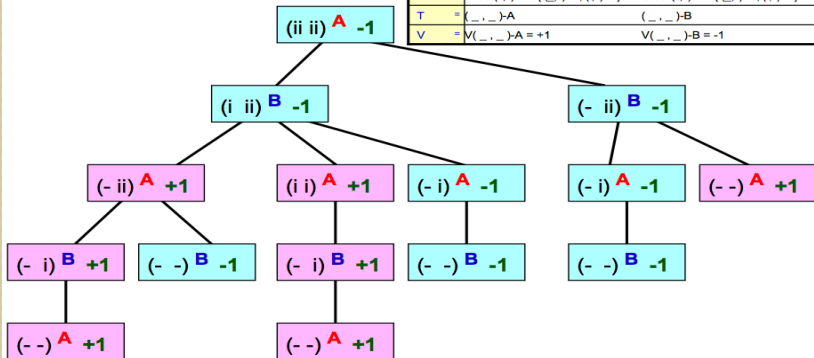 T = ( _ , _ )-A ( _ , _ )-B
V = V( _ , _ )-A = +1 V( _ , _ )-B = -1
(ii ii) A -1
(i ii) B -1 (- ii) B -1
(- ii) A +1 (i i) A +1 (- i) A -1 (- i) A -1 (- -) A +1
(- i) B +1 (- -) B -1 (- i) B +1 (- -) B -1 (- -) B -1
(- -) A +1 (- -) A +1